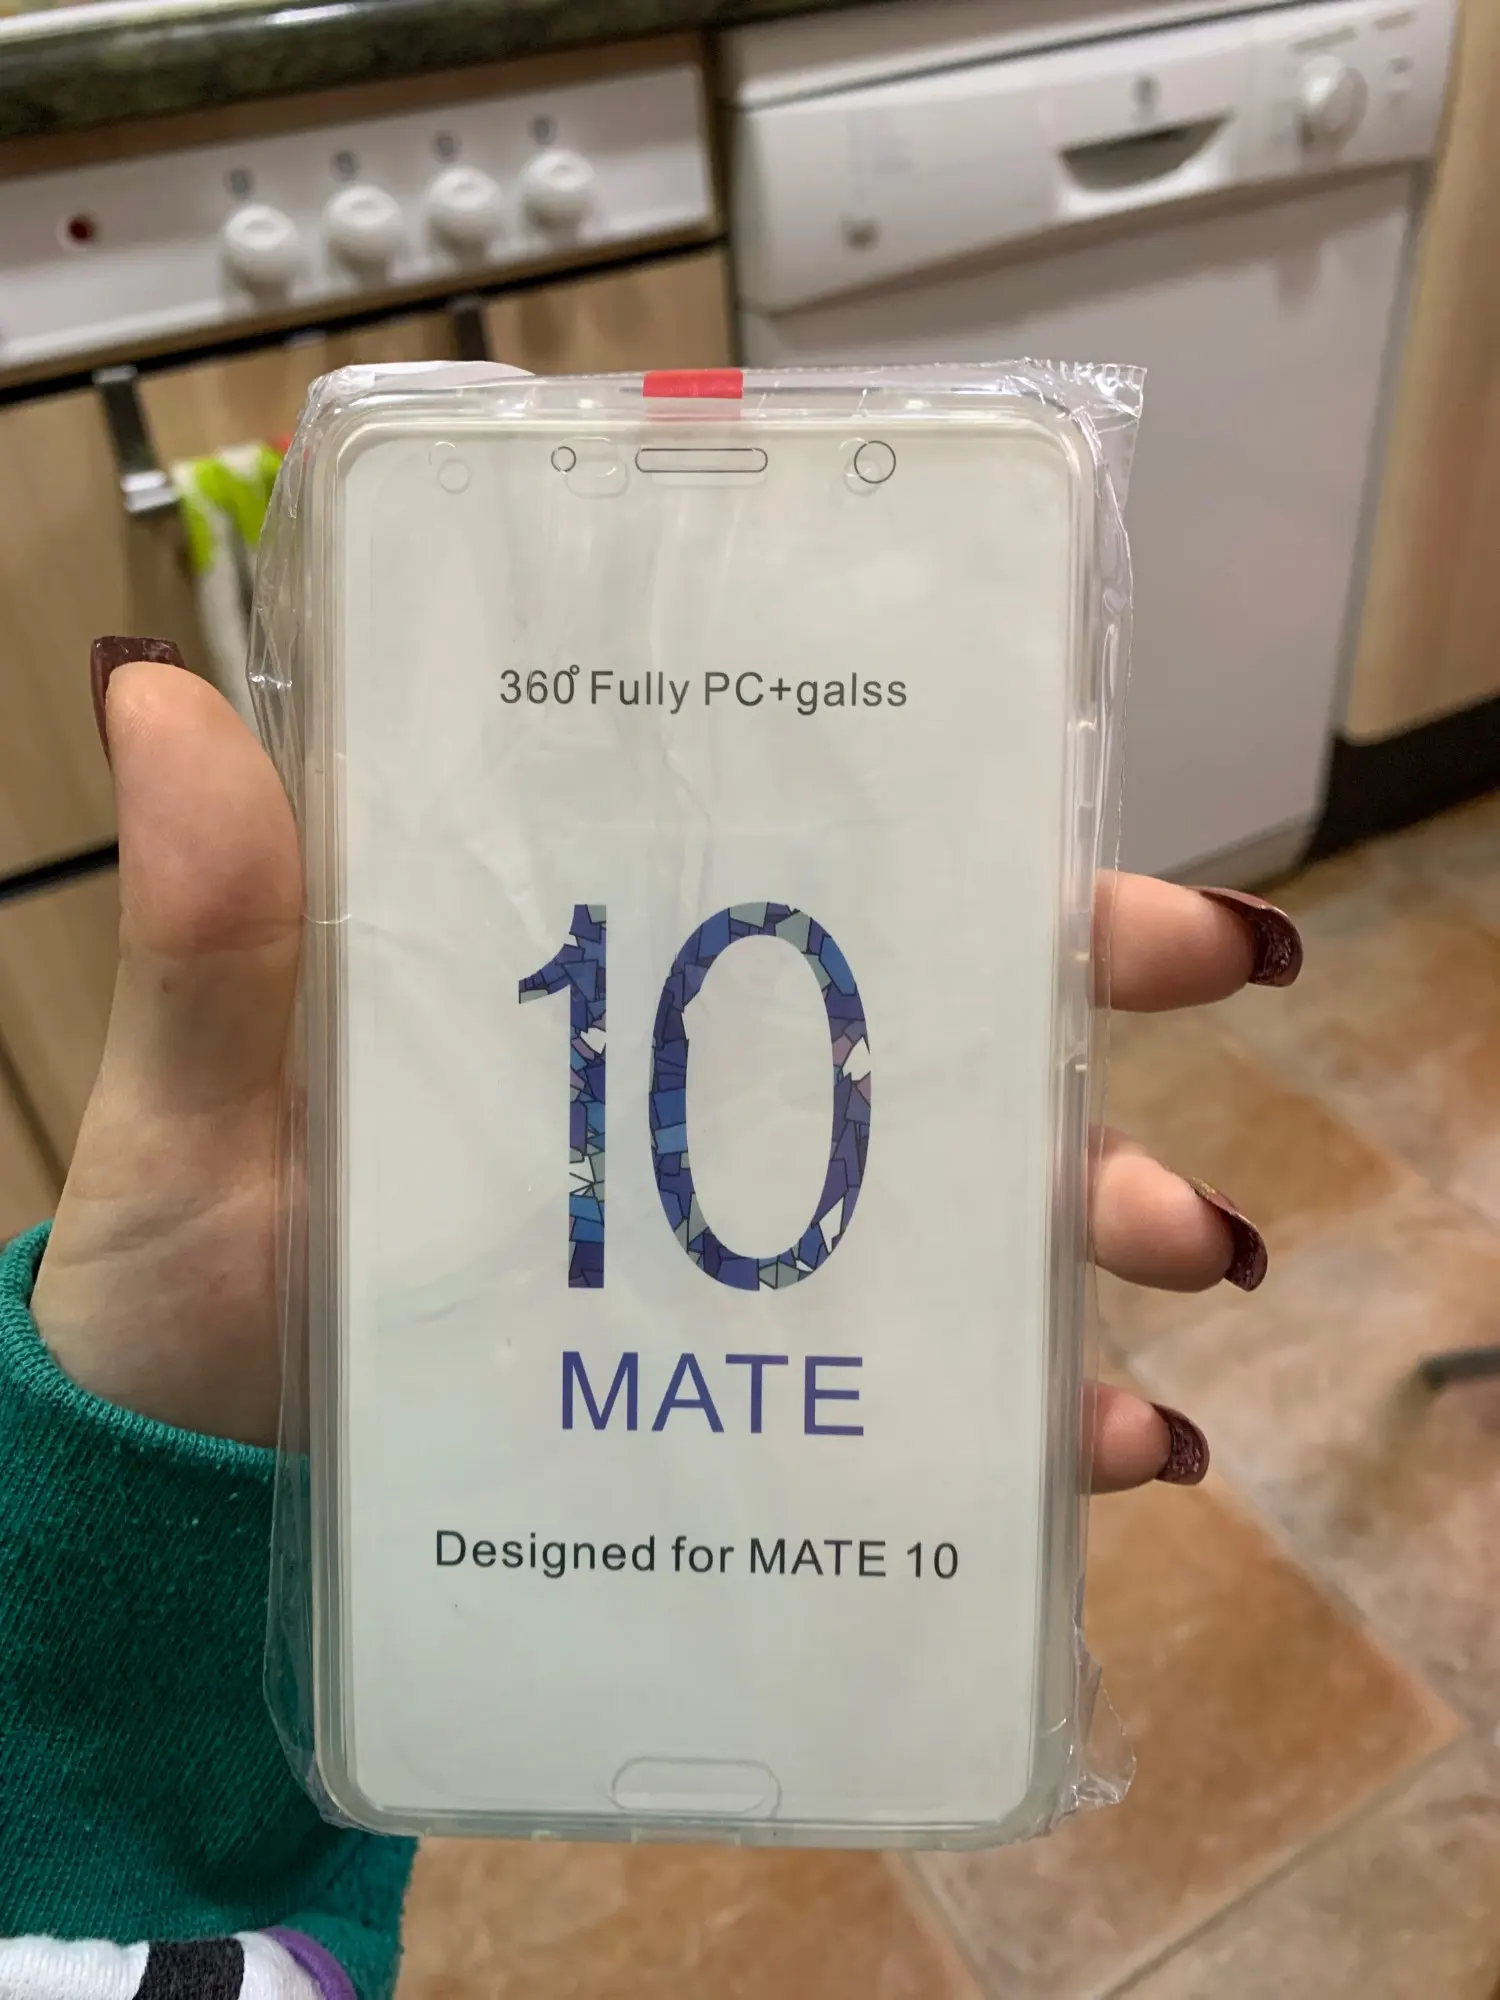 360° Fully PC+galss
10
MATE
Designed for MATE 10